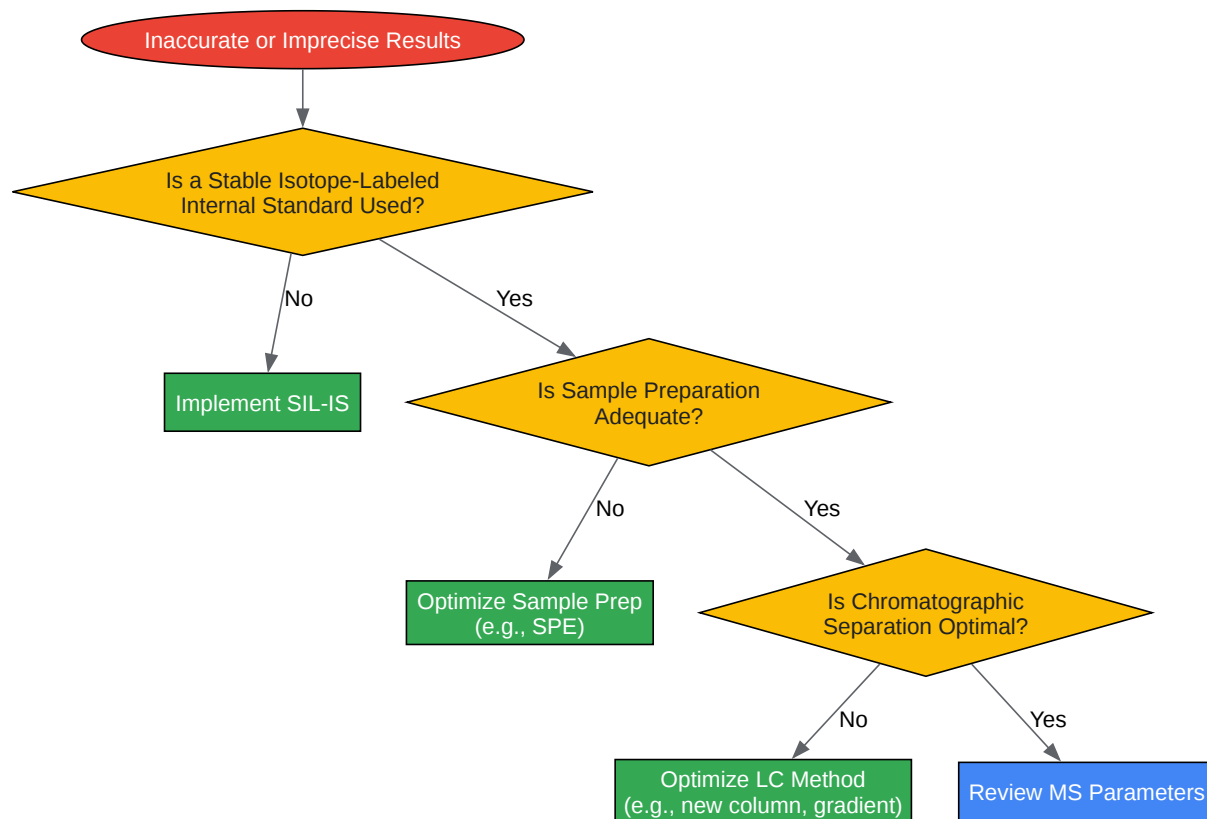 Inaccurate or Imprecise Results
Is a Stable Isotope-Labeled
Internal Standard Used?
No
Yes
Implement SIL-IS
Is Sample Preparation
Adequate?
No
Yes
Optimize Sample Prep
(e.g., SPE)
Is Chromatographic
Separation Optimal?
No
Yes
Optimize LC Method
(e.g., new column, gradient)
Review MS Parameters